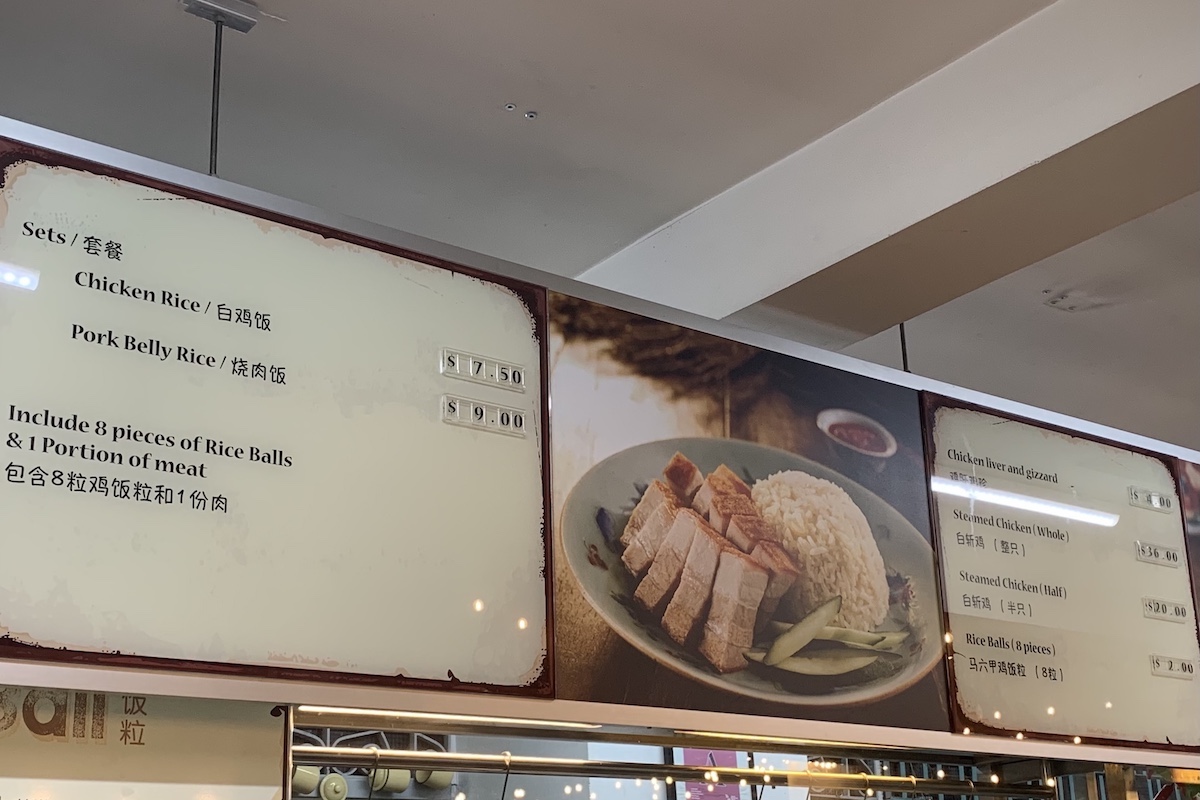 Sets / 套餐
Chicken Rice / 白鸡饭
$ 7.50
Pork Belly Rice / 烧肉饭
$ 9.00
Include 8 pieces of Rice Balls
& 1 Portion of meat
包含8粒鸡饭粒和1份肉
Chicken liver and gizzard
Steamed Chicken (Whole)
白斩鸡 (整只)
$36.00
Steamed Chicken (Half)
白斩鸡 (半只)
$20.00
Rice Balls (8 pieces)
马六甲鸡饭粒 (8粒)
$ 2.00
Ball 饭
粒